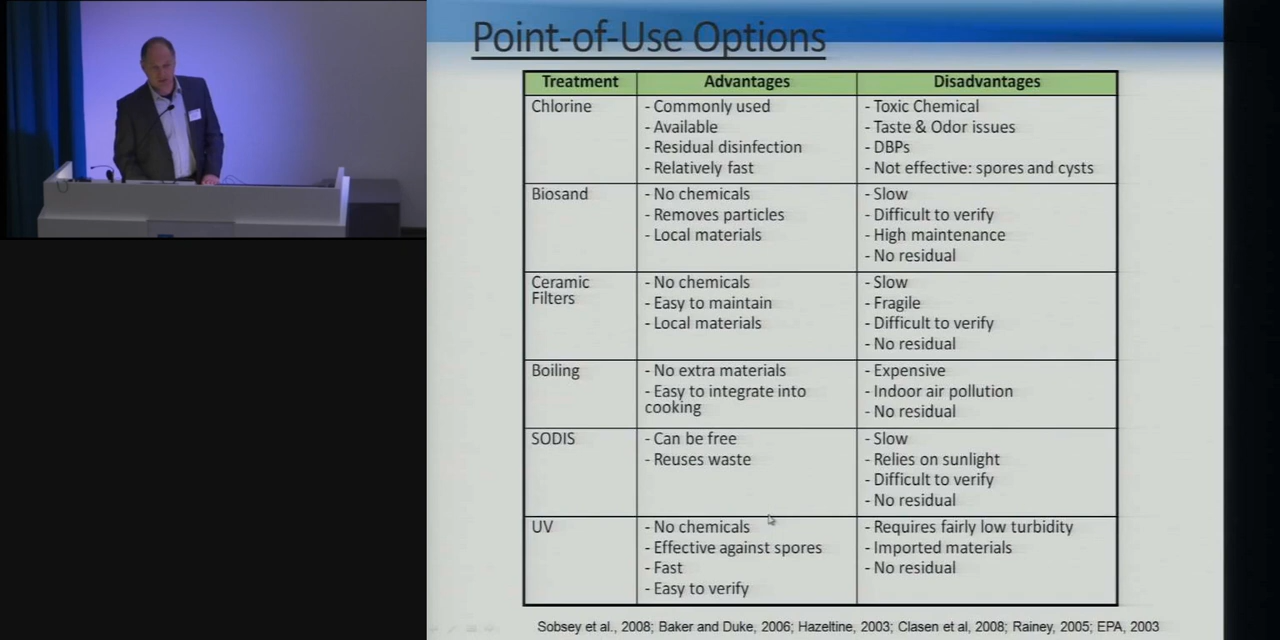 Point-of-Use Options
Treatment Advantages Disadvantages
Chlorine
- Commonly used
- Available
- Residual disinfection
- Relatively fast
- Toxic Chemical
- Taste & Odor issues
- DBPs
- Not effective: spores and cysts
Biosand
- No chemicals
- Removes particles
- Local materials
- Slow
- Difficult to verify
- High maintenance
- No residual
Ceramic
Filters
- No chemicals
- Easy to maintain
- Local materials
- Slow
- Fragile
- Difficult to verify
- No residual
Boiling
- No extra materials
- Easy to integrate into
cooking
- Expensive
- Indoor air pollution
- No residual
SODIS
- Can be free
- Reuses waste
- Slow
- Relies on sunlight
- Difficult to verify
- No residual
UV
- No chemicals
- Effective against spores
- Fast
- Easy to verify
- Requires fairly low turbidity
- Imported materials
- No residual
Sobsey et al., 2008; Baker and Duke, 2006; Hazeltine, 2003; Clasen et al, 2008; Rainey, 2005; EPA, 2003